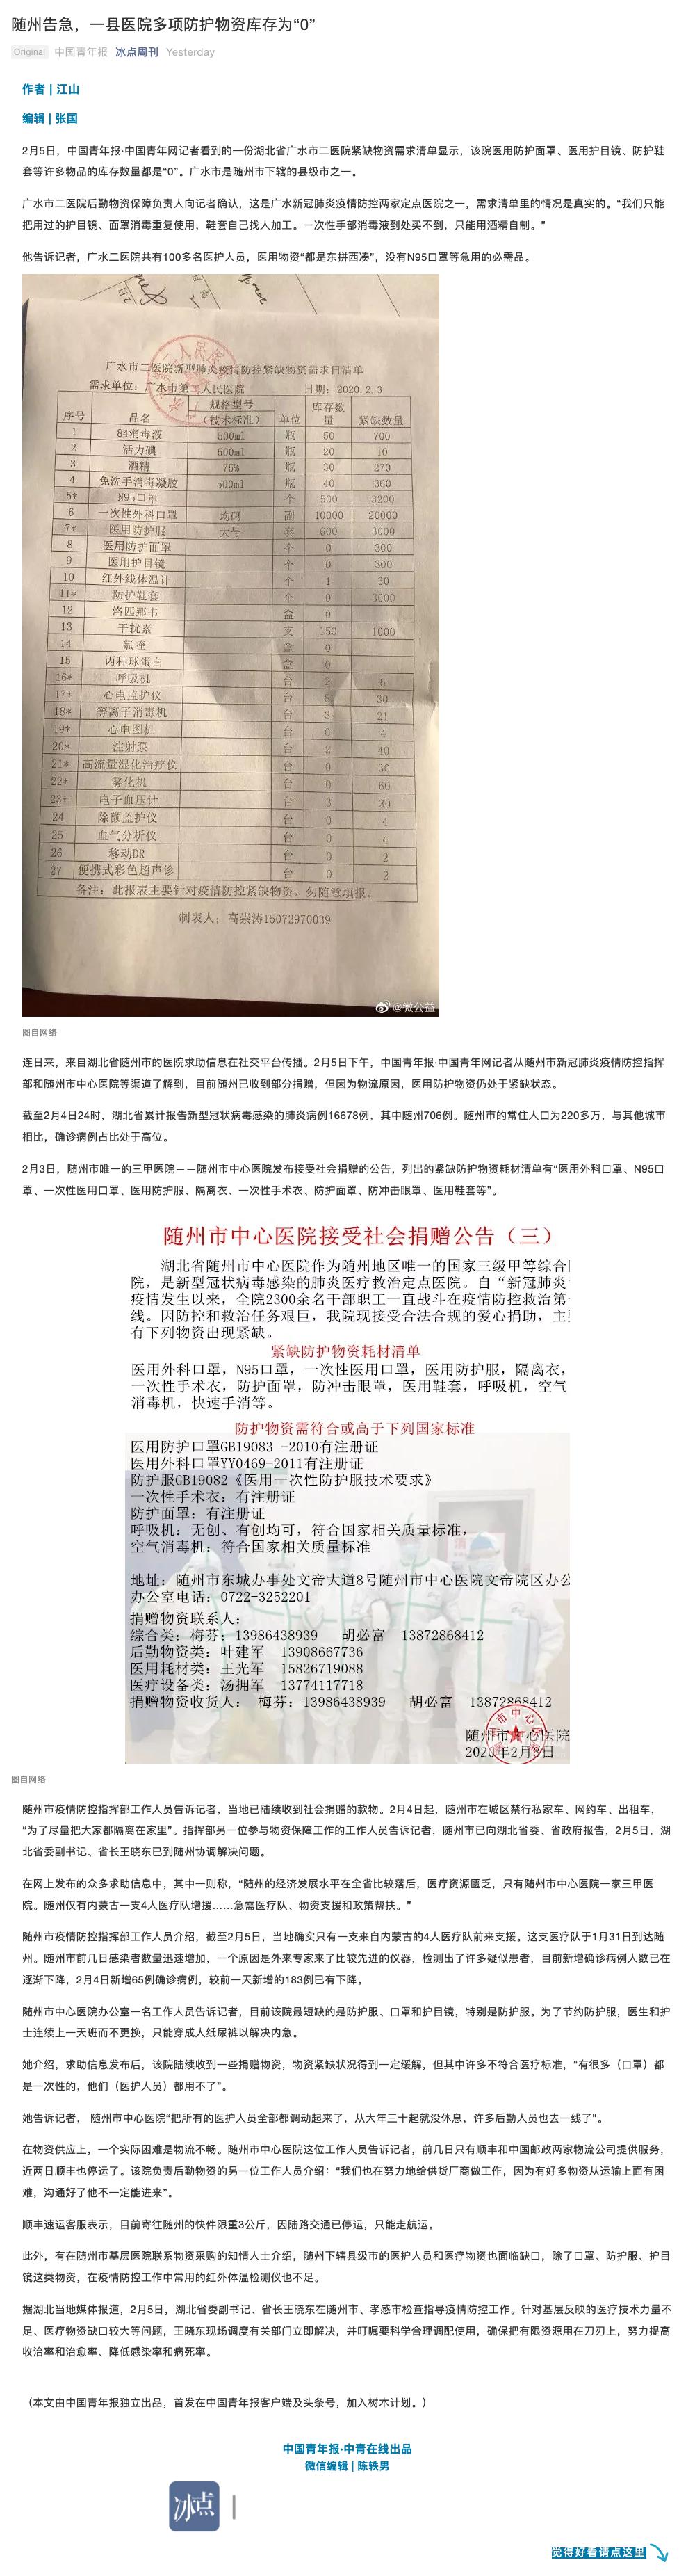 随州告急，一县医院多项防护物资库存为“0”
Original 中国青年报 冰点周刊 Yesterday
作者 | 江山
编辑 | 张国
2月5日，中国青年报·中国青年网记者看到的一份湖北省广水市二医院紧缺物资需求清单显示，该院医用防护面罩、医用护目镜、防护鞋
套等许多物品的库存数量都是“0”。广水市是随州市下辖的县级市之一。
广水市二医院后勤物资保障负责人向记者确认，这是广水新冠肺炎疫情防控两家定点医院之一，需求清单里的情况是真实的。“我们只能
把用过的护目镜、面罩消毒重复使用，鞋套自己找人加工。一次性手部消毒液到处买不到，只能用酒精自制。”
他告诉记者，广水二医院共有100多名医护人员，医用物资“都是东拼西凑”，没有N95口罩等急用的必需品。
广水市二医院新型肺炎疫情防控紧缺物资需求日清单
需求单位：广水市第二人民医院 日期：2020.2.3
序号 品名 规格型号（技术标准） 单位 库存数量 紧缺数量
1 84消毒液 500ml 瓶 50 700
2 活力碘 500ml 瓶 20 10
3 酒精 75% 瓶 30 270
4 免洗手消毒凝胶 500ml 瓶 40 360
5* N95口罩 个 500 3200
6 一次性外科口罩 均码 副 10000 20000
7* 医用防护服 大号 套 600 3000
8 医用防护面罩 个 0 300
9 医用护目镜 个 0 300
10 红外线体温计 个 1 30
11* 防护鞋套 个 0 3000
12 洛匹那韦 盒 0
13 干扰素 支 150 1000
14 氯喹 盒 0
15 丙种球蛋白 盒 0
16* 呼吸机 台 2 6
17* 心电监护仪 台 8 30
18* 等离子消毒机 台 3 21
19* 心电图机 台 0 4
20* 注射泵 台 2 40
21* 高流量湿化治疗仪 台 0 30
22* 雾化机 台 0 60
23* 电子血压计 台 3 30
24 除颤监护仪 台 0 4
25 血气分析仪 台 0 4
26 移动DR 台 0 2
27 便携式彩色超声诊 台 0 2
备注：此报表主要针对疫情防控紧缺物资，勿随意填报。
制表人：高崇涛15072970039
@微公益
图自网络
连日来，来自湖北省随州市的医院求助信息在社交平台传播。2月5日下午，中国青年报·中国青年网记者从随州市新冠肺炎疫情防控指挥
部和随州市中心医院等渠道了解到，目前随州已收到部分捐赠，但因为物流原因，医用防护物资仍处于紧缺状态。
截至2月4日24时，湖北省累计报告新型冠状病毒感染的肺炎病例16678例，其中随州706例。随州市的常住人口为220多万，与其他城市
相比，确诊病例占比处于高位。
2月3日，随州市唯一的三甲医院——随州市中心医院发布接受社会捐赠的公告，列出的紧缺防护物资耗材清单有“医用外科口罩、N95口
罩、一次性医用口罩、医用防护服、隔离衣、一次性手术衣、防护面罩、防冲击眼罩、医用鞋套等”。
随州市中心医院接受社会捐赠公告（三）
湖北省随州市中心医院作为随州地区唯一的国家三级甲等综合
院，是新型冠状病毒感染的肺炎医疗救治定点医院。自“新冠肺炎
疫情发生以来，全院2300余名干部职工一直战斗在疫情防控救治第
线。因防控和救治任务艰巨，我院现接受合法合规的爱心捐助，主
有下列物资出现紧缺。
紧缺防护物资耗材清单
医用外科口罩，N95口罩，一次性医用口罩，医用防护服，隔离衣，
一次性手术衣，防护面罩，防冲击眼罩，医用鞋套，呼吸机，空气
消毒机，快速手消等。
防护物资需符合或高于下列国家标准
医用防护口罩GB19083 -2010有注册证
医用外科口罩YY0469-2011有注册证
防护服GB19082《医用一次性防护服技术要求》
一次性手术衣：有注册证
防护面罩：有注册证
呼吸机：无创、有创均可，符合国家相关质量标准，
空气消毒机：符合国家相关质量标准
地址：随州市东城办事处文帝大道8号随州市中心医院文帝院区办公
办公室电话：0722-3252201
捐赠物资联系人：
综合类：梅芬：13986438939 胡必富 13872868412
后勤物资类：叶建军 13908667736
医用耗材类：王光军 15826719088
医疗设备类：汤拥军 13774117718
捐赠物资收货人： 梅芬：13986438939 胡必富 13872868412
随州市中心医院
2020年2月3日
图自网络
随州市疫情防控指挥部工作人员告诉记者，当地已陆续收到社会捐赠的款物。2月4日起，随州市在城区禁行私家车、网约车、出租车，
“为了尽量把大家都隔离在家里”。指挥部另一位参与物资保障工作的工作人员告诉记者，随州市已向湖北省委、省政府报告，2月5日，湖
北省委副书记、省长王晓东已到随州协调解决问题。
在网上发布的众多求助信息中，其中一则称，“随州的经济发展水平在全省比较落后，医疗资源匮乏，只有随州市中心医院一家三甲医
院。随州仅有内蒙古一支4人医疗队增援……急需医疗队、物资支援和政策帮扶。”
随州市疫情防控指挥部工作人员介绍，截至2月5日，当地确实只有一支来自内蒙古的4人医疗队前来支援。这支医疗队于1月31日到达随
州。随州市前几日感染者数量迅速增加，一个原因是外来专家来了比较先进的仪器，检测出了许多疑似患者，目前新增确诊病例人数已在
逐渐下降，2月4日新增65例确诊病例，较前一天新增的183例已有下降。
随州市中心医院办公室一名工作人员告诉记者，目前该院最短缺的是防护服、口罩和护目镜，特别是防护服。为了节约防护服，医生和护
士连续上一天班而不更换，只能穿成人纸尿裤以解决内急。
她介绍，求助信息发布后，该院陆续收到一些捐赠物资，物资紧缺状况得到一定缓解，但其中许多不符合医疗标准，“有很多（口罩）都
是一次性的，他们（医护人员）都用不了”。
她告诉记者， 随州市中心医院“把所有的医护人员全部都调动起来了，从大年三十起就没休息，许多后勤人员也去一线了”。
在物资供应上，一个实际困难是物流不畅。随州市中心医院这位工作人员告诉记者，前几日只有顺丰和中国邮政两家物流公司提供服务，
近两日顺丰也停运了。该院负责后勤物资的另一位工作人员介绍：“我们也在努力地给供货厂商做工作，因为有好多物资从运输上面有困
难，沟通好了他不一定能进来”。
顺丰速运客服表示，目前寄往随州的快件限重3公斤，因陆路交通已停运，只能走航运。
此外，有在随州市基层医院联系物资采购的知情人士介绍，随州下辖县级市的医护人员和医疗物资也面临缺口，除了口罩、防护服、护目
镜这类物资，在疫情防控工作中常用的红外体温检测仪也不足。
据湖北当地媒体报道，2月5日，湖北省委副书记、省长王晓东在随州市、孝感市检查指导疫情防控工作。针对基层反映的医疗技术力量不
足、医疗物资缺口较大等问题，王晓东现场调度有关部门立即解决，并叮嘱要科学合理调配使用，确保把有限资源用在刀刃上，努力提高
收治率和治愈率、降低感染率和病死率。
（本文由中国青年报独立出品，首发在中国青年报客户端及头条号，加入树木计划。）
中国青年报·中青在线出品
微信编辑 | 陈轶男
冰点
觉得好看请点这里